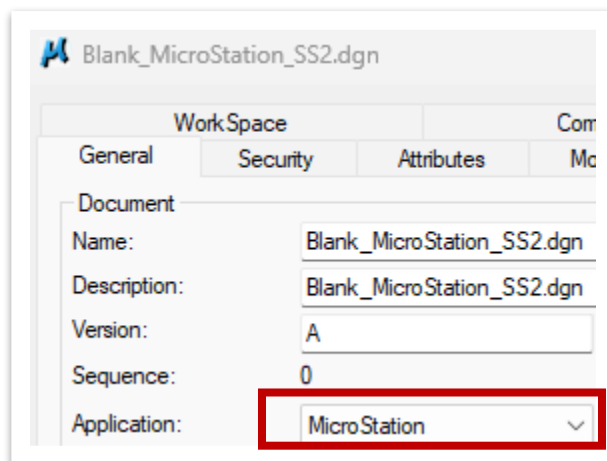 Blank_MicroStation_SS2.dgn
WorkSpace
General Security Attributes
Document
Name: Blank_MicroStation_SS2.dgn
Description: Blank_MicroStation_SS2.dgn
Version: A
Sequence: 0
Application: MicroStation